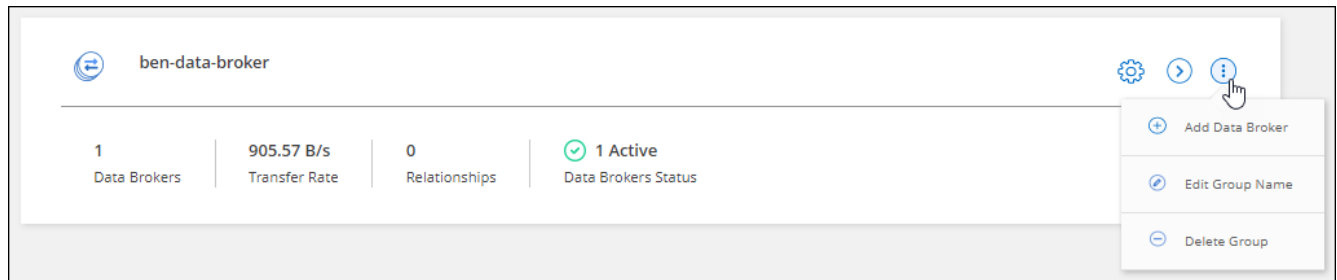 ben-data-broker
1 905.57 B/s 0 1 Active
Data Brokers Transfer Rate Relationships Data Brokers Status
Add Data Broker
Edit Group Name
Delete Group